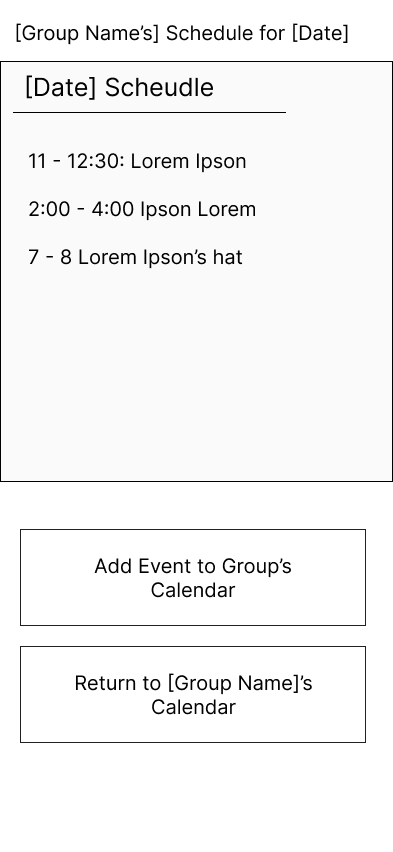 [Group Name’s] Schedule for [Date]
[Date] Scheudle
11 - 12:30: Lorem Ipson
2:00 - 4:00 Ipson Lorem
7 - 8 Lorem Ipson’s hat
Add Event to Group’s
Calendar
Return to [Group Name]’s
Calendar